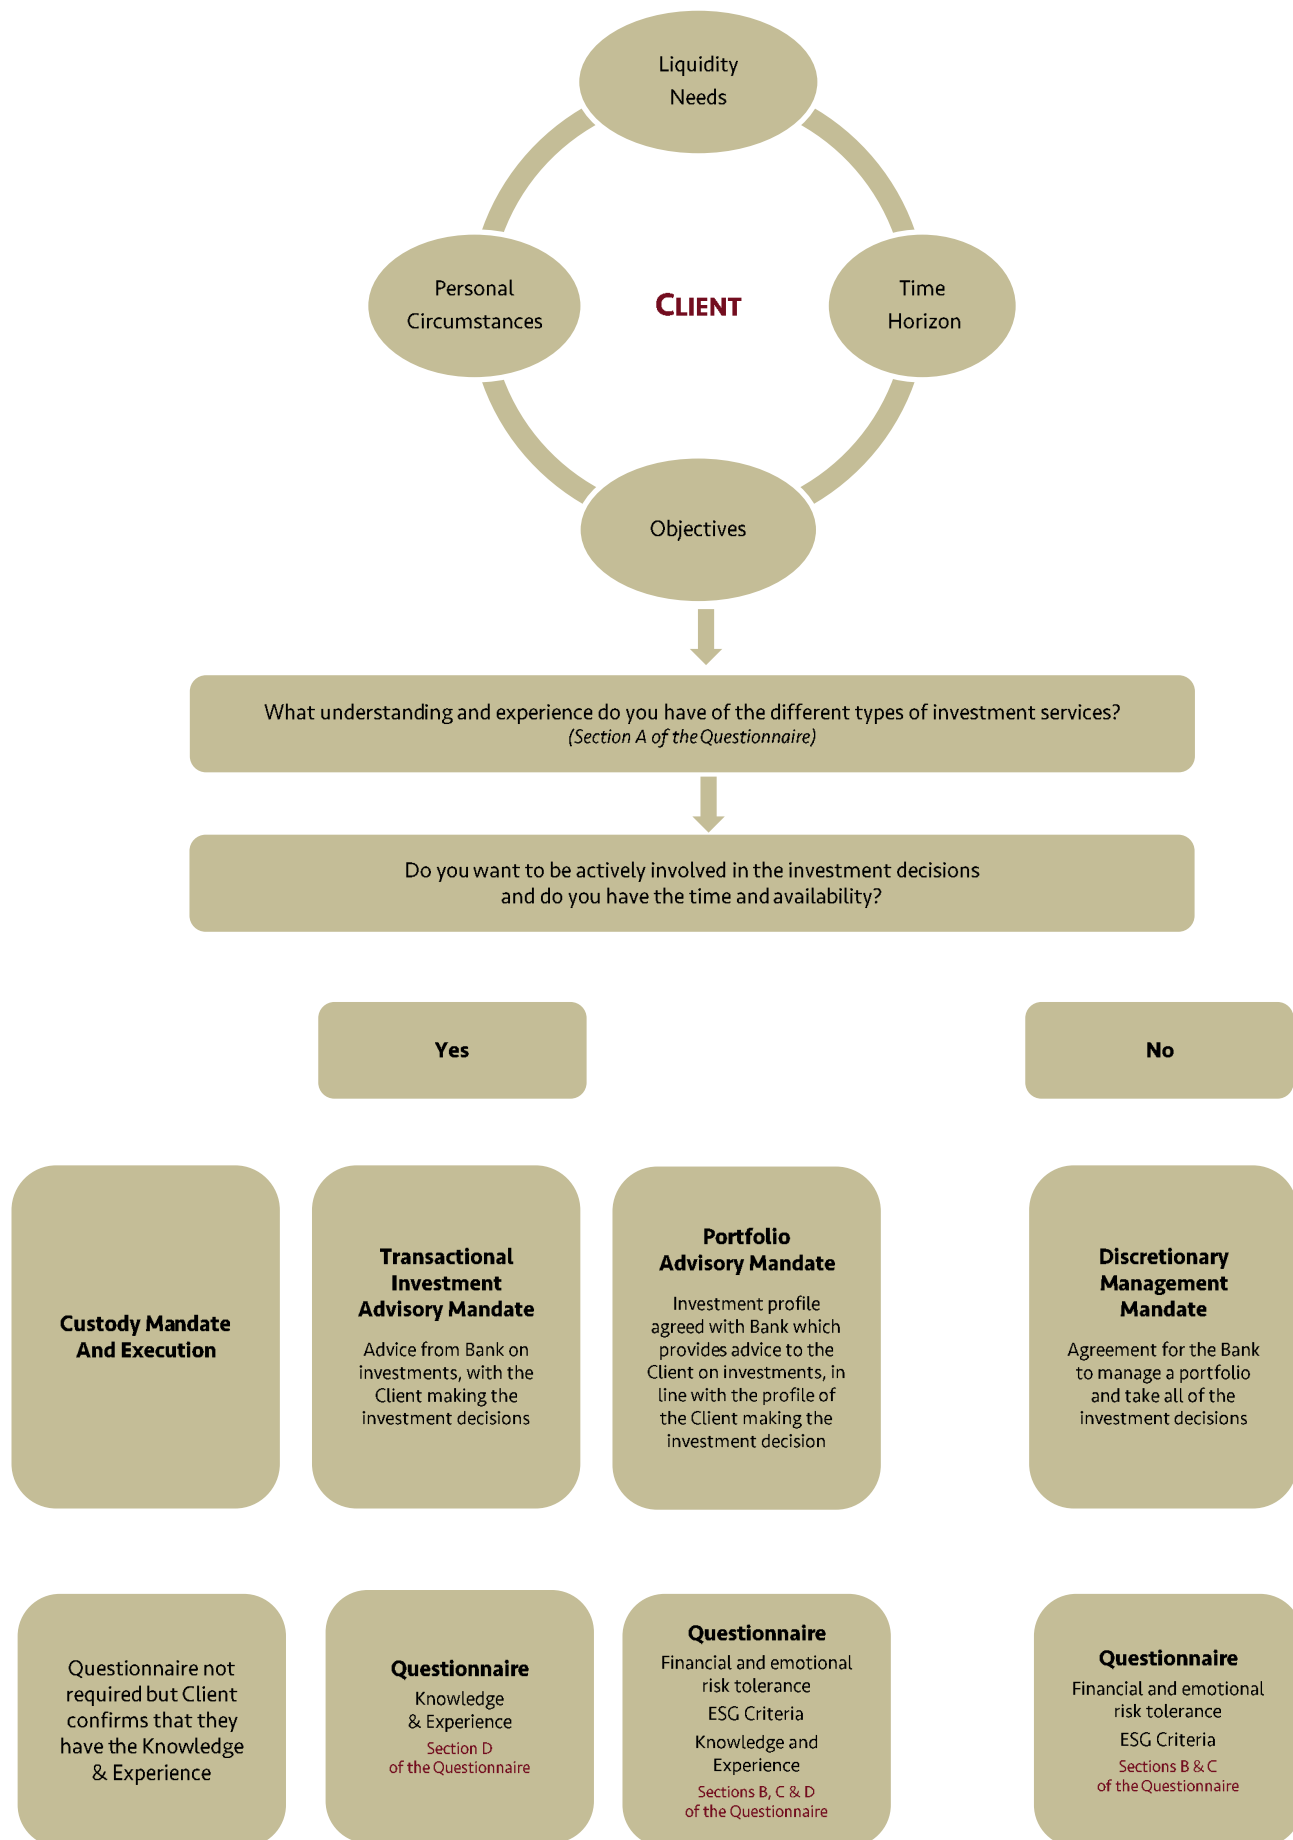 Liquidity
Needs
Personal
Circumstances
CLIENT
Time
Horizon
Objectives
What understanding and experience do you have of the different types of investment services?
(Section A of the Questionnaire)
Do you want to be actively involved in the investment decisions
and do you have the time and availability?
Yes
No
Custody Mandate
And Execution
Transactional
Investment
Advisory Mandate
Advice from Bank on
investments, with the
Client making the
investment decisions
Portfolio
Advisory Mandate
Investment profile
agreed with Bank which
provides advice to the
Client on investments, in
line with the profile of
the Client making the
investment decision
Discretionary
Management
Mandate
Agreement for the Bank
to manage a portfolio
and take all of the
investment decisions
Questionnaire not
required but Client
confirms that they
have the Knowledge
& Experience
Questionnaire
Knowledge
& Experience
Section D
of the Questionnaire
Questionnaire
Financial and emotional
risk tolerance
ESG Criteria
Knowledge and
Experience
Sections B, C & D
of the Questionnaire
Questionnaire
Financial and emotional
risk tolerance
ESG Criteria
Sections B & C
of the Questionnaire